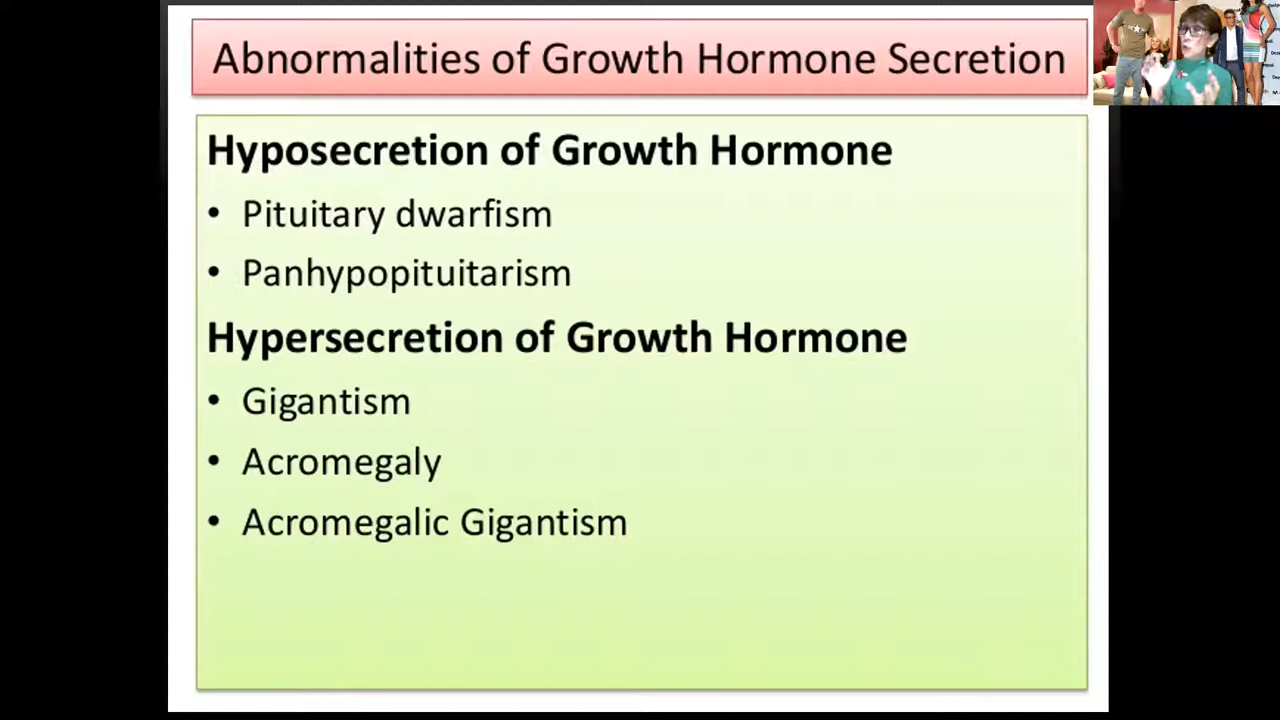 Abnormalities of Growth Hormone Secretion
Hyposecretion of Growth Hormone
• Pituitary dwarfism
• Panhypopituitarism
Hypersecretion of Growth Hormone
• Gigantism
• Acromegaly
• Acromegalic Gigantism